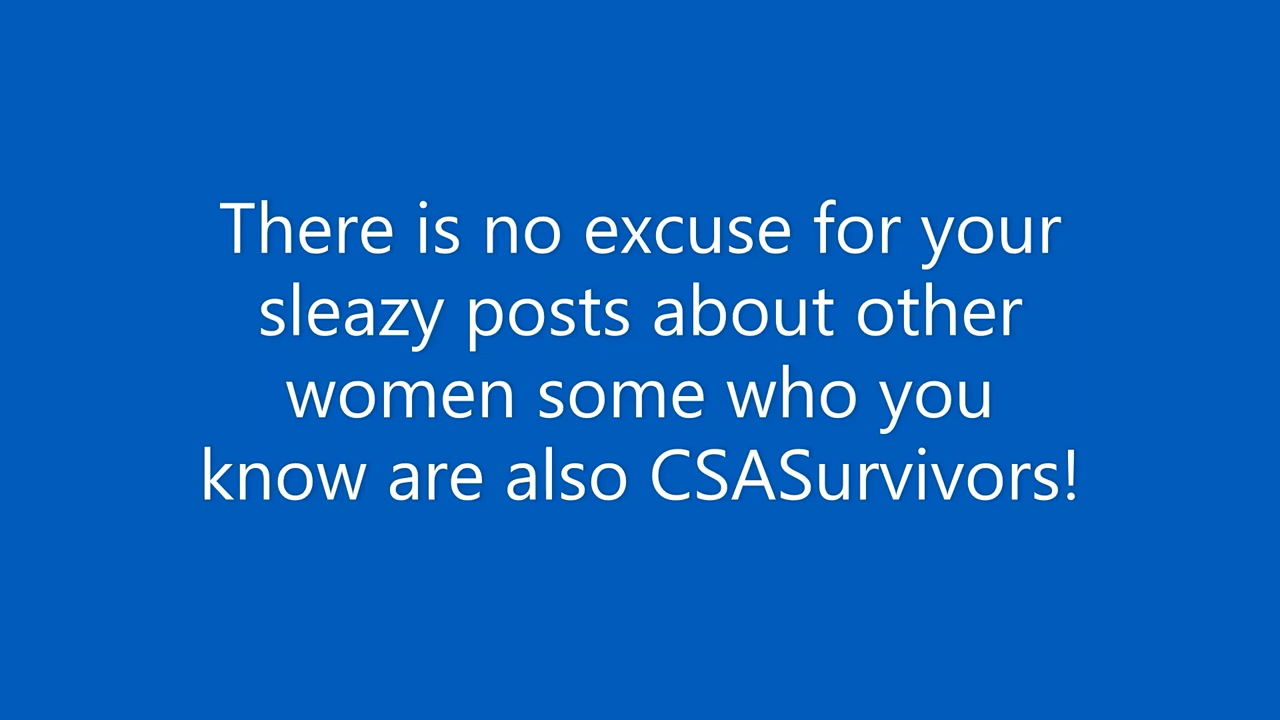 There is no excuse for your
sleazy posts about other
women some who you
know are also CSASurvivors!